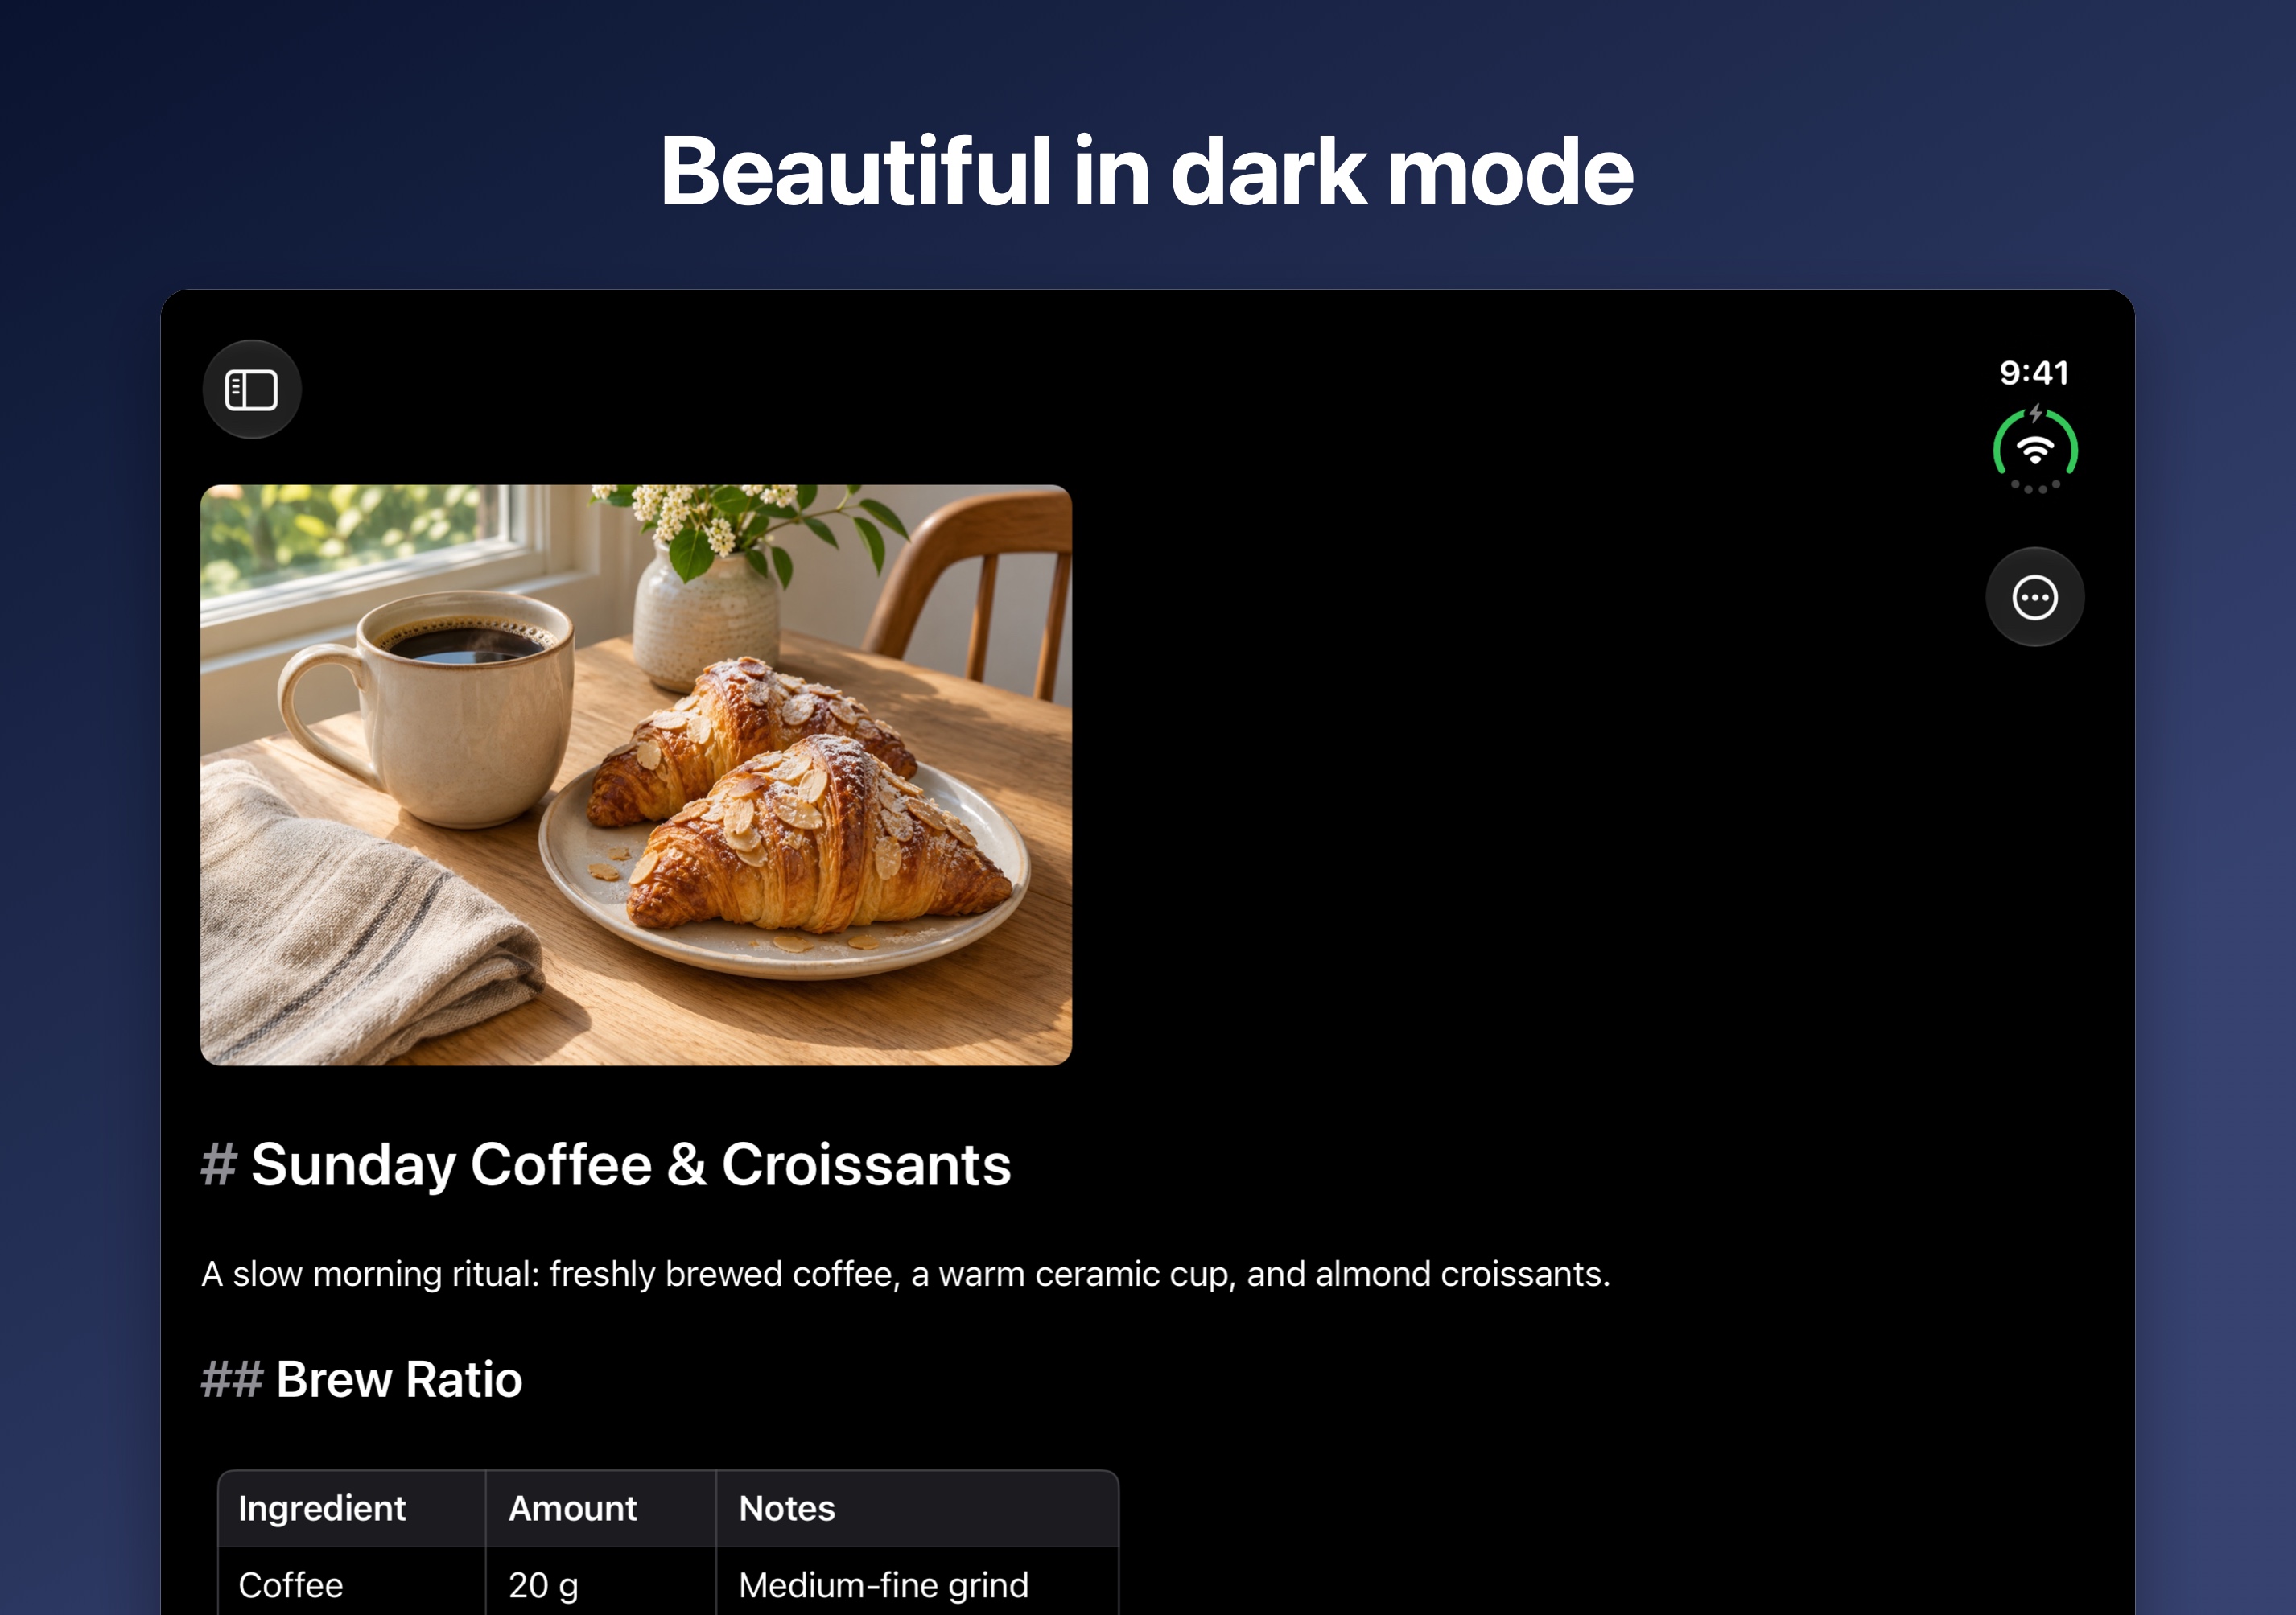 Beautiful in dark mode
9:41
# Sunday Coffee & Croissants
A slow morning ritual: freshly brewed coffee, a warm ceramic cup, and almond croissants.
## Brew Ratio
Ingredient Amount Notes
Coffee 20 g Medium-fine grind